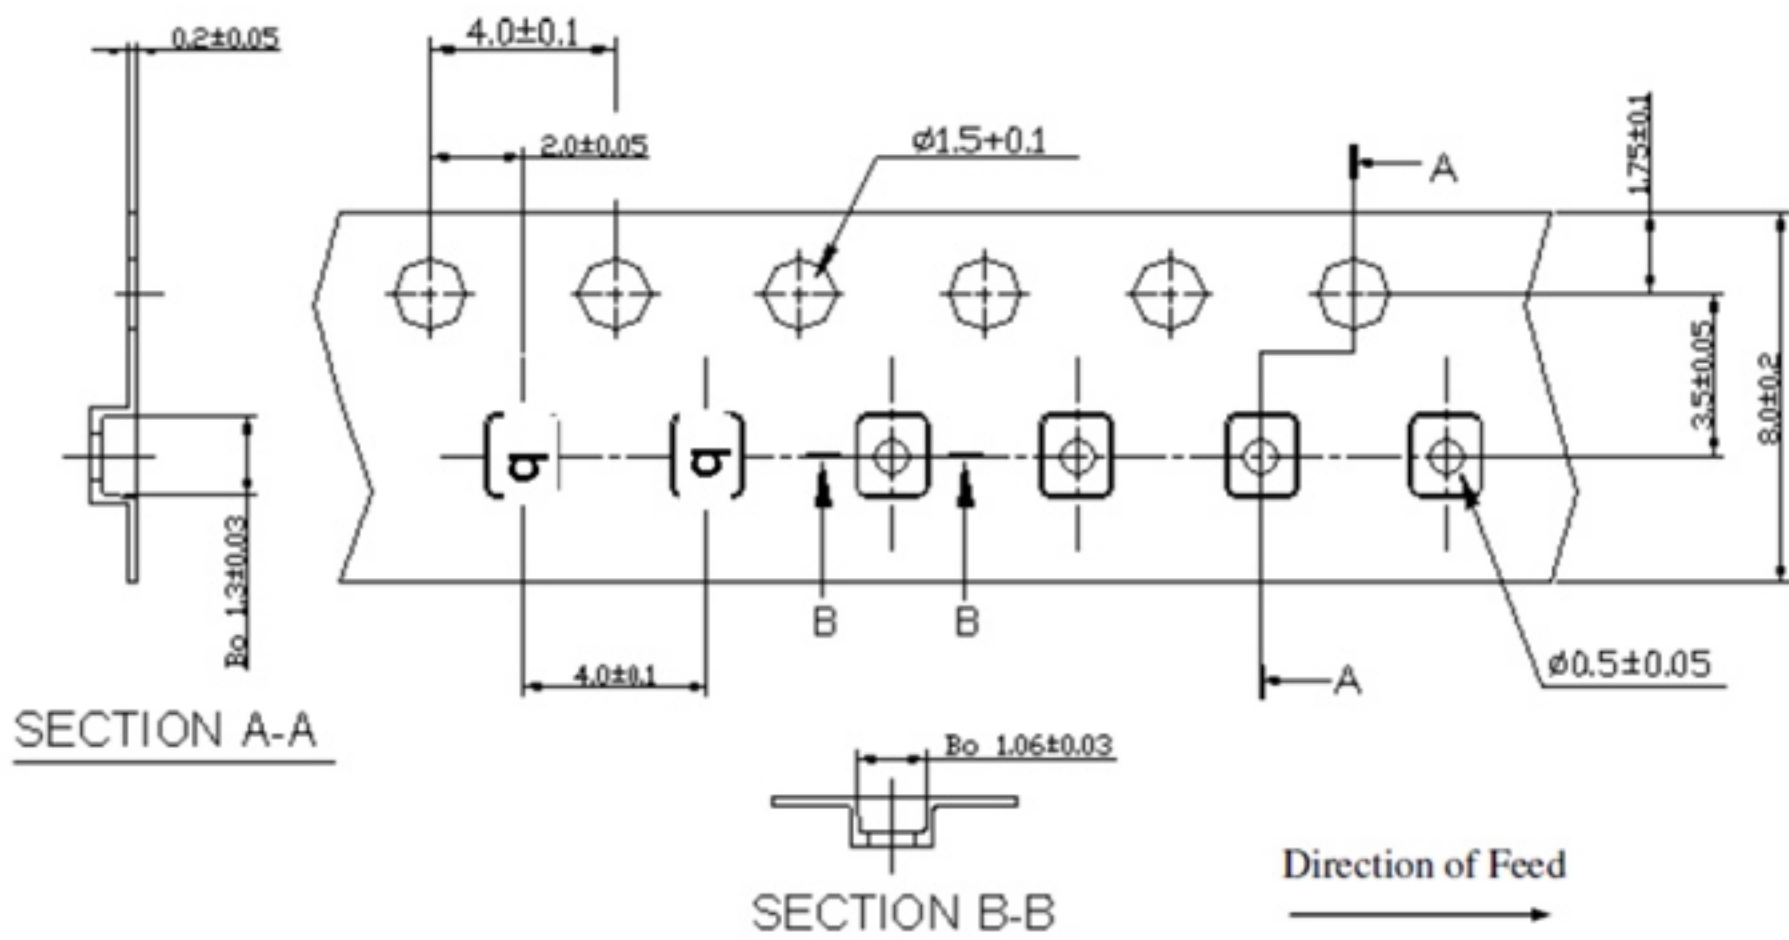 0.2±0.05
4.0±0.1
2.0±0.05
ø1.5+0.1
A
1.75±0.1
3.5±0.05
8.0±0.2
b
b
Bo 1.3±0.03
B
B
4.0±0.1
A
ø0.5±0.05
SECTION A-A
Bo 1.06±0.03
SECTION B-B
Direction of Feed